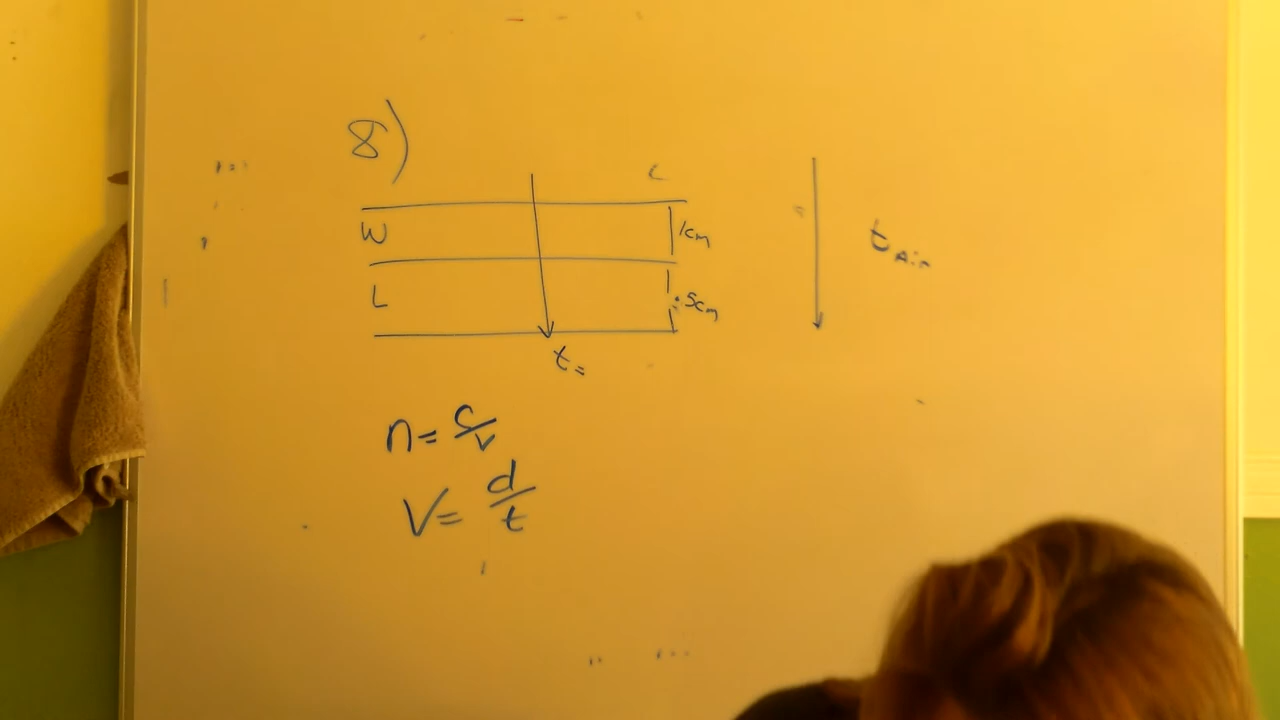 8)
c
W 1cm
L .5cm
t=
t Air
n= c/v
V= d/t